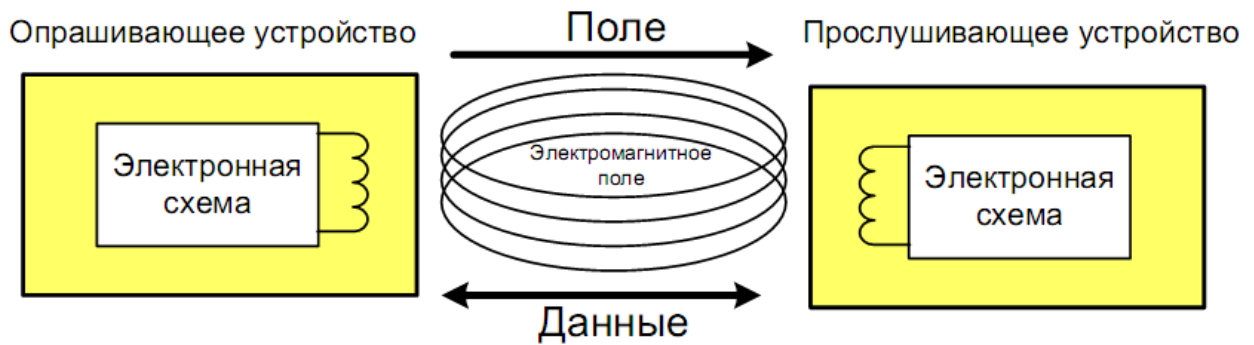 Опрашивающее устройство
Поле
Прослушивающее устройство
Электронная
схема
Электромагнитное
поле
Электронная
схема
Данные